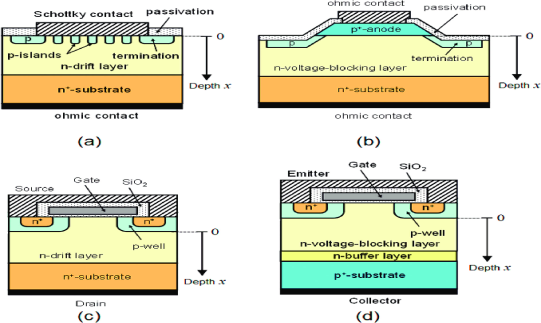 Schottky contact
passivation
0
p
p-islands
termination
n-drift layer
n⁺-substrate
Depth x
ohmic contact
(a)
ohmic contact
passivation
p⁺-anode
0
p
p
termination
n-voltage-blocking layer
n⁺-substrate
Depth x
ohmic contact
(b)
Source
Gate
SiO₂
n⁺
n⁺
0
p-well
n-drift layer
n⁺-substrate
Depth x
Drain
(c)
Emitter
Gate
SiO₂
n⁺
n⁺
0
p-well
n-voltage-blocking layer
n-buffer layer
p⁺-substrate
Depth x
Collector
(d)